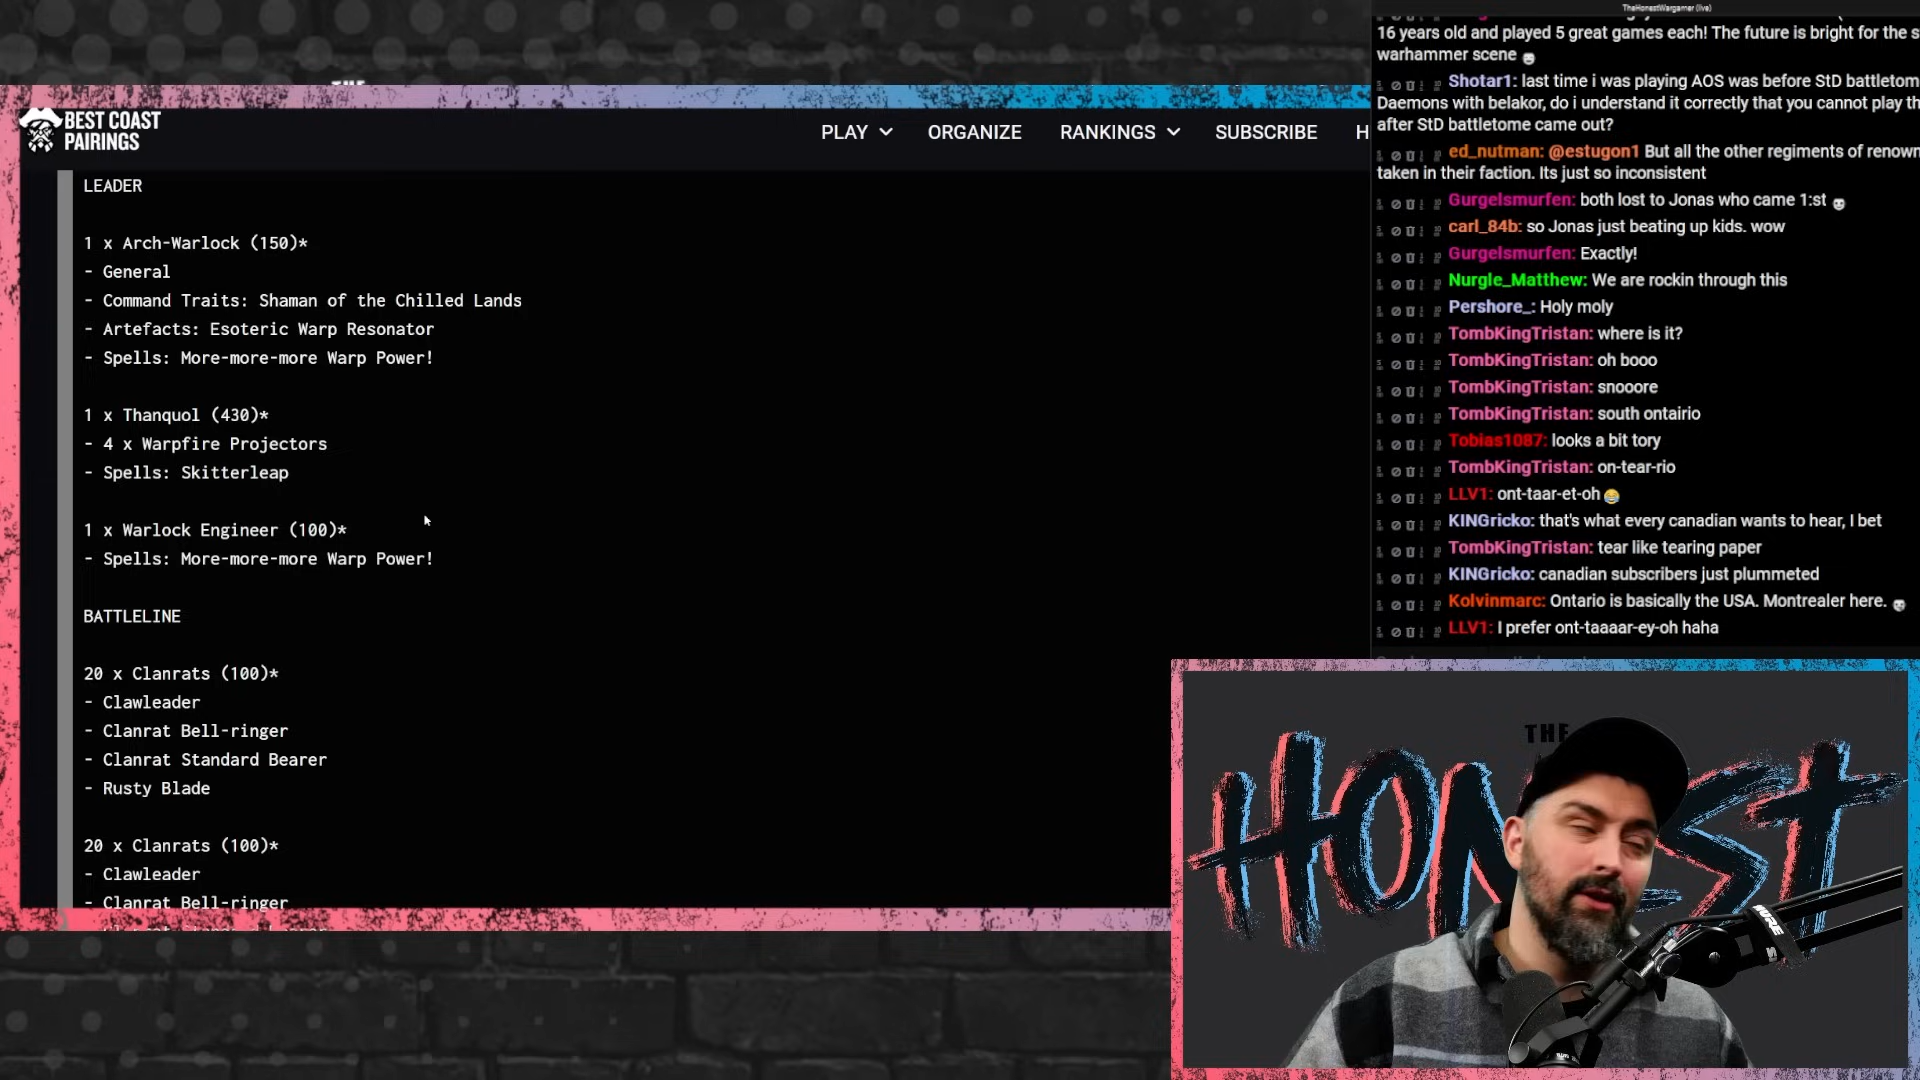 BEST COAST
PAIRINGS
PLAY
ORGANIZE
RANKINGS
SUBSCRIBE
H
LEADER
1 x Arch-Warlock (150)*
- General
- Command Traits: Shaman of the Chilled Lands
- Artefacts: Esoteric Warp Resonator
- Spells: More-more-more Warp Power!
1 x Thanquol (430)*
- 4 x Warpfire Projectors
- Spells: Skitterleap
1 x Warlock Engineer (100)*
- Spells: More-more-more Warp Power!
BATTLELINE
20 x Clanrats (100)*
- Clawleader
- Clanrat Bell-ringer
- Clanrat Standard Bearer
- Rusty Blade
20 x Clanrats (100)*
- Clawleader
- Clanrat Bell-ringer
TheHonestWargamer (live)
16 years old and played 5 great games each! The future is bright for the s
warhammer scene
Shotar1: last time i was playing AOS was before StD battletom
Daemons with belakor, do i understand it correctly that you cannot play th
after StD battletome came out?
ed_nutman: @estugon1 But all the other regiments of renown
taken in their faction. Its just so inconsistent
Gurgelsmurfen: both lost to Jonas who came 1:st
carl_84b: so Jonas just beating up kids. wow
Gurgelsmurfen: Exactly!
Nurgle_Matthew: We are rockin through this
Pershore_: Holy moly
TombKingTristan: where is it?
TombKingTristan: oh booo
TombKingTristan: snooore
TombKingTristan: south ontairio
Tobias1087: looks a bit tory
TombKingTristan: on-tear-rio
LLV1: ont-taar-et-oh
KINGricko: that's what every canadian wants to hear, I bet
TombKingTristan: tear like tearing paper
KINGricko: canadian subscribers just plummeted
Kolvinmarc: Ontario is basically the USA. Montrealer here.
LLV1: I prefer ont-taaaar-ey-oh haha
THE
HONEST